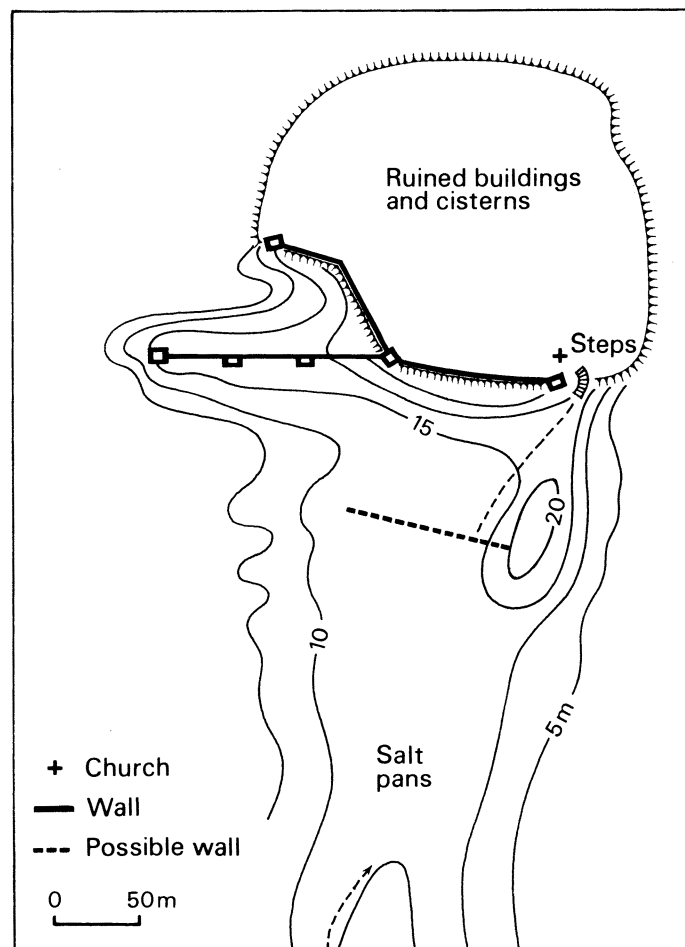 Ruined buildings
and cisterns
Steps
15
20
10
5m
Salt
pans
Church
Wall
Possible wall
0 50m